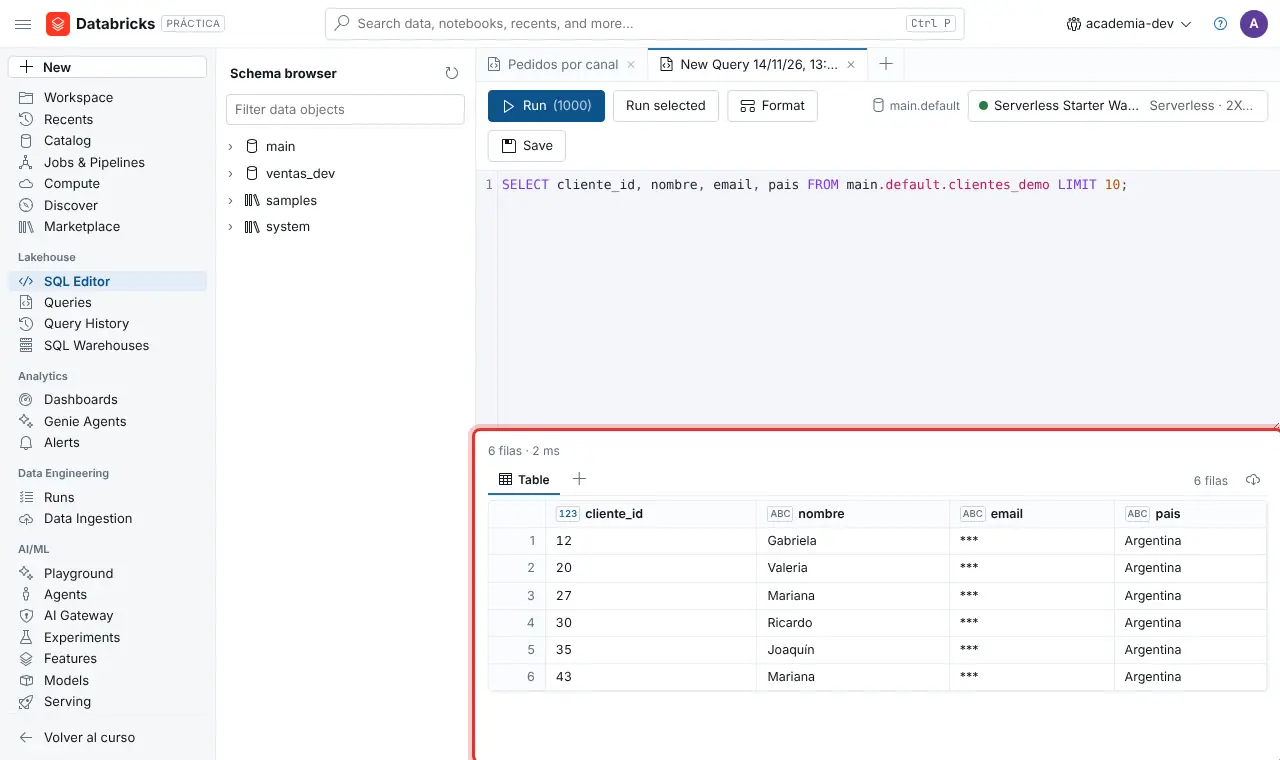 Databricks PRÁCTICA
Search data, notebooks, recents, and more... Ctrl P
academia-dev
A
New
Workspace
Recents
Catalog
Jobs & Pipelines
Compute
Discover
Marketplace
Lakehouse
SQL Editor
Queries
Query History
SQL Warehouses
Analytics
Dashboards
Genie Agents
Alerts
Data Engineering
Runs
Data Ingestion
AI/ML
Playground
Agents
AI Gateway
Experiments
Features
Models
Serving
Volver al curso
Schema browser
Filter data objects
main
ventas_dev
samples
system
Pedidos por canal
New Query 14/11/26, 13:...
Run (1000)
Run selected
Format
main.default
Serverless Starter Wa... Serverless · 2X...
Save
1 SELECT cliente_id, nombre, email, pais FROM main.default.clientes_demo LIMIT 10;
6 filas · 2 ms
Table
6 filas
123 cliente_id ABC nombre ABC email ABC pais
1 12 Gabriela *** Argentina
2 20 Valeria *** Argentina
3 27 Mariana *** Argentina
4 30 Ricardo *** Argentina
5 35 Joaquín *** Argentina
6 43 Mariana *** Argentina